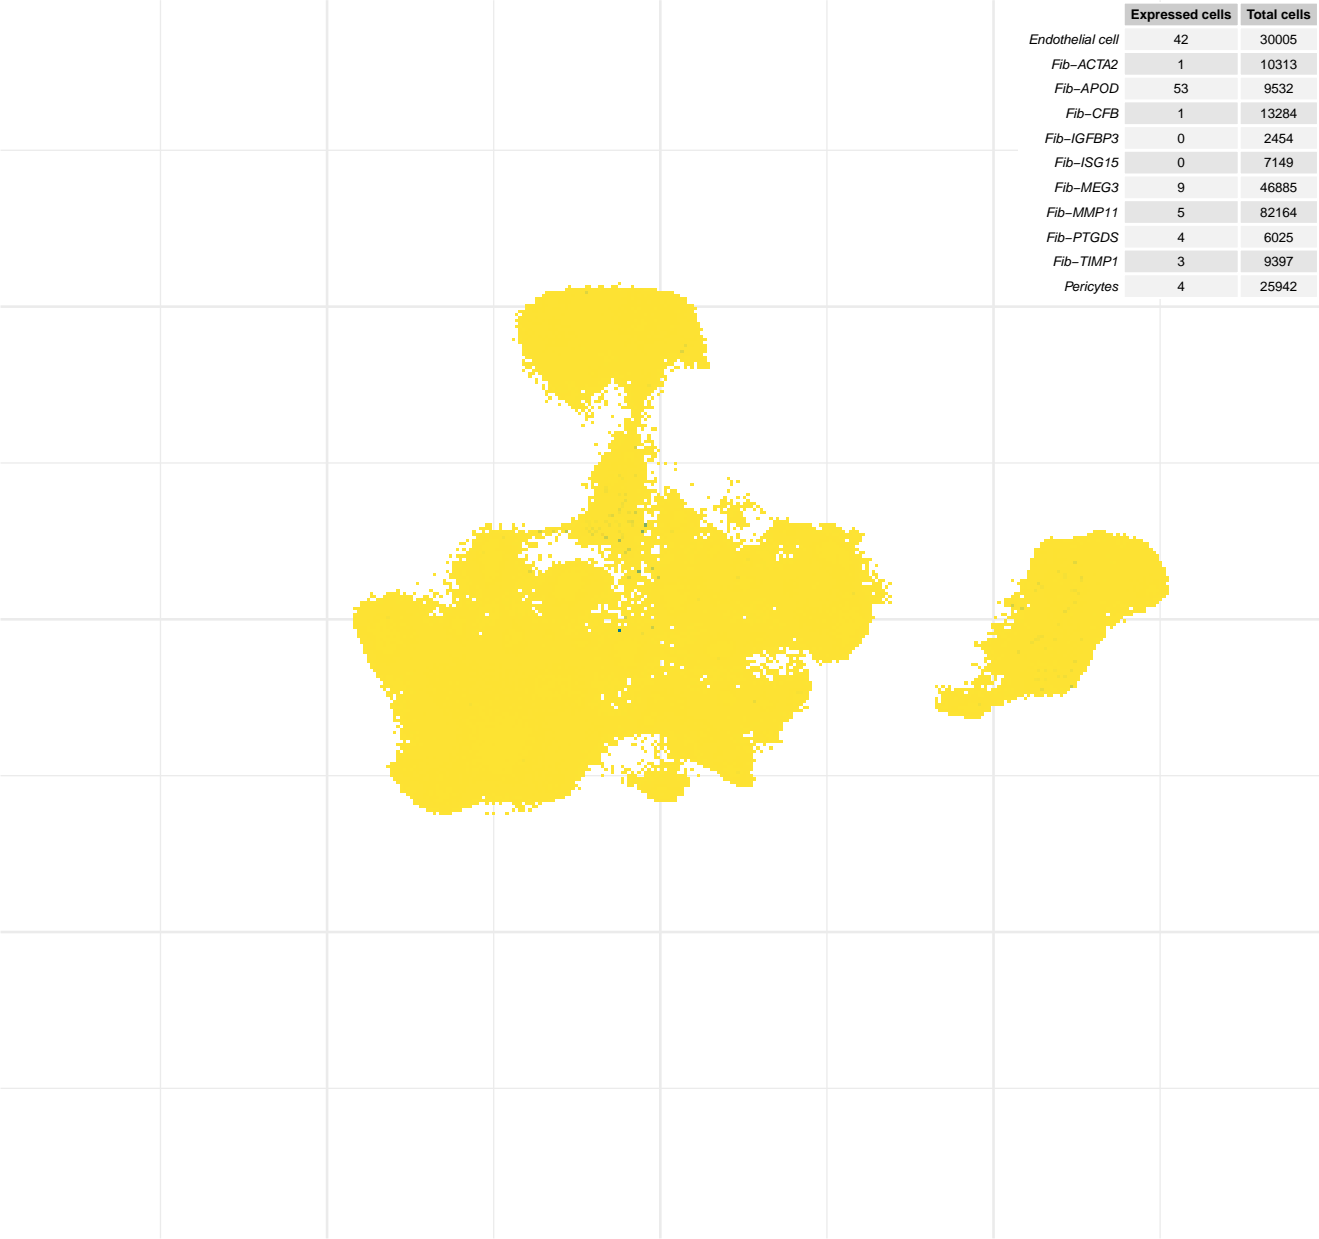 Expressed cells Total cells
Endothelial cell 42 30005
Fib−ACTA2 1 10313
Fib−APOD 53 9532
Fib−CFB 1 13284
Fib−IGFBP3 0 2454
Fib−ISG15 0 7149
Fib−MEG3 9 46885
Fib−MMP11 5 82164
Fib−PTGDS 4 6025
Fib−TIMP1 3 9397
Pericytes 4 25942